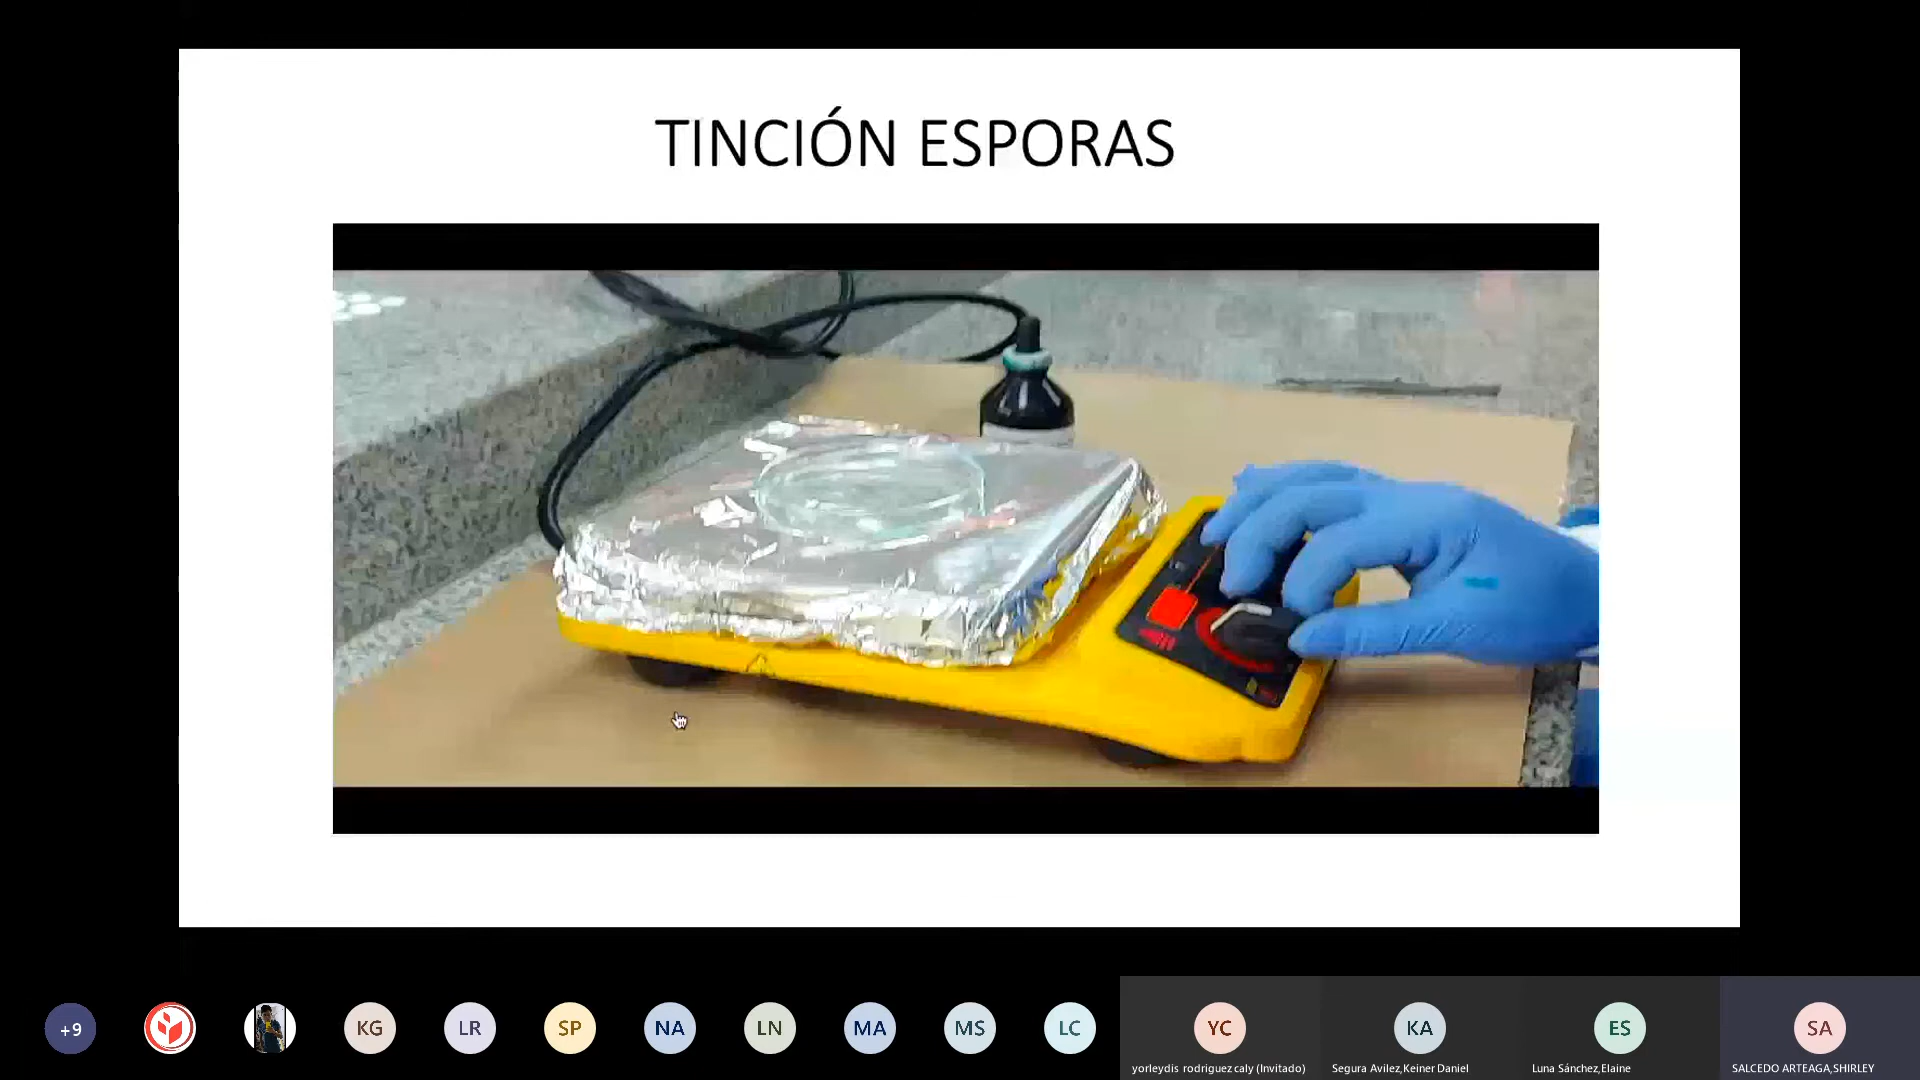 TINCIÓN ESPORAS
+9
KG
LR
SP
NA
LN
MA
MS
LC
YC
KA
ES
SA
yorleydis rodriguez caly (Invitado)
Segura Avilez,Keiner Daniel
Luna Sánchez,Elaine
SALCEDO ARTEAGA,SHIRLEY